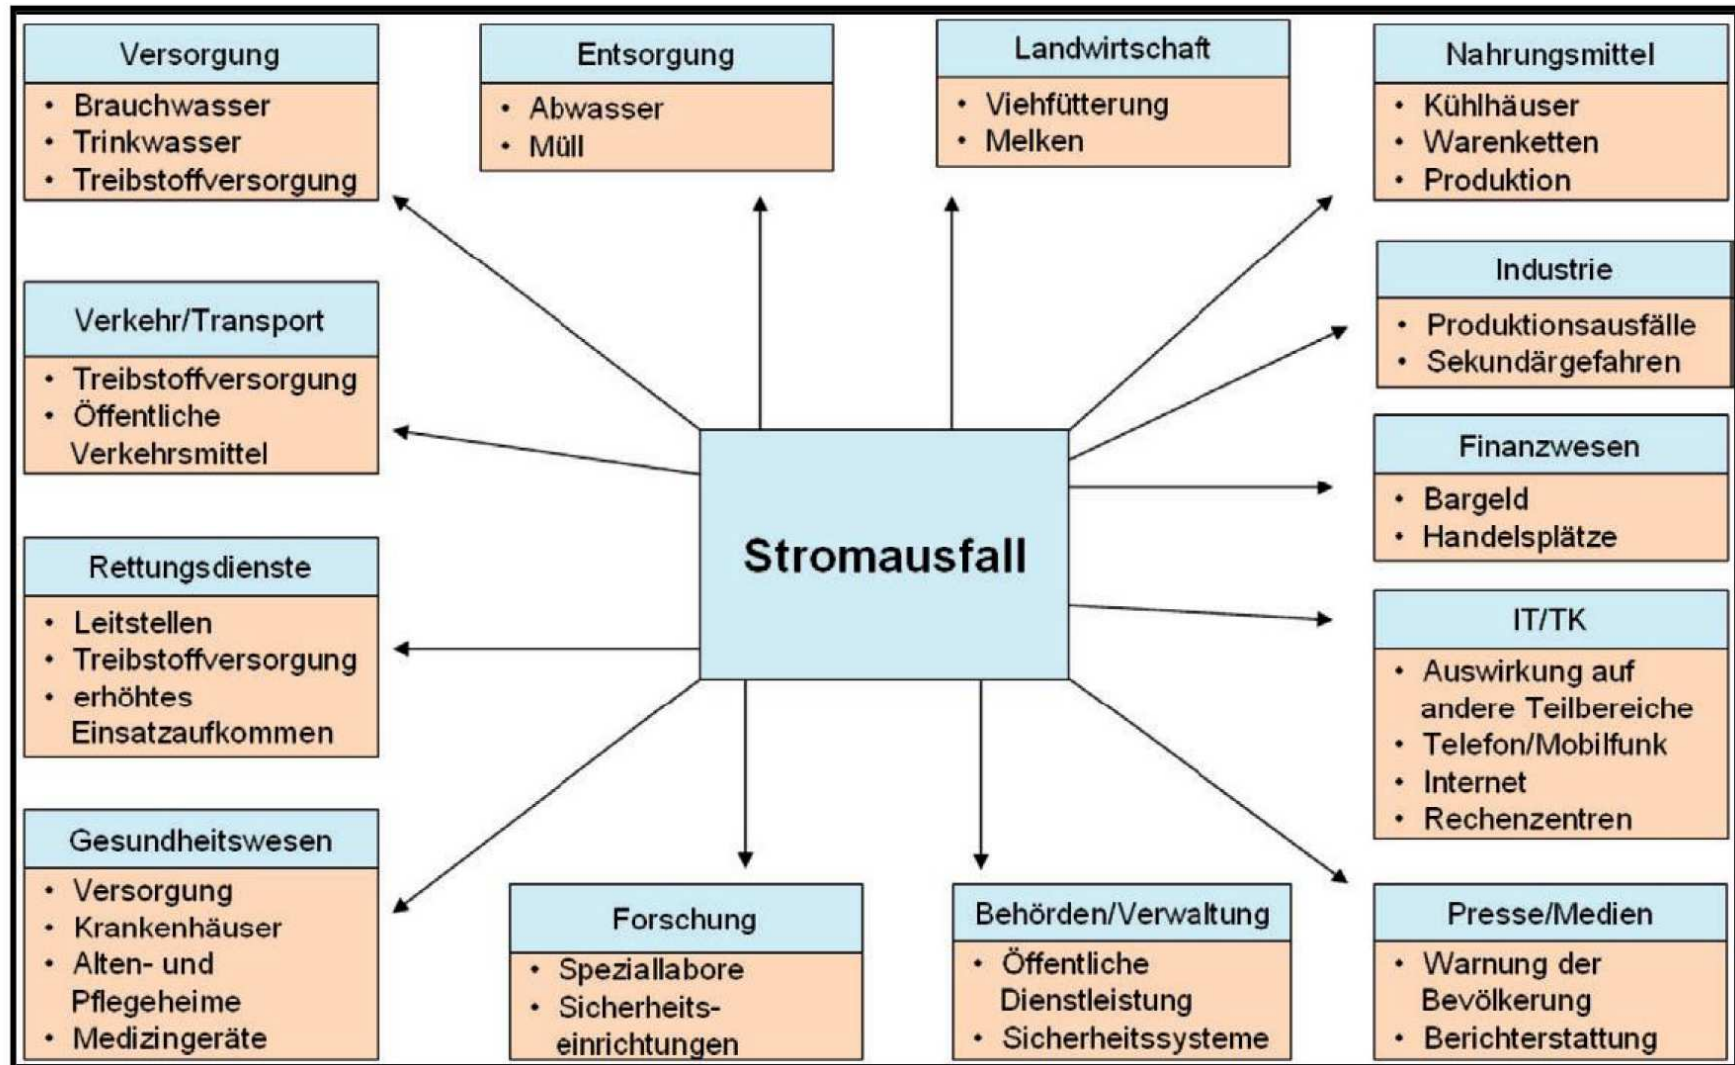 Versorgung
• Brauchwasser
• Trinkwasser
• Treibstoffversorgung
Entsorgung
• Abwasser
• Müll
Landwirtschaft
• Viehfütterung
• Melken
Nahrungsmittel
• Kühlhäuser
• Warenketten
• Produktion
Verkehr/Transport
• Treibstoffversorgung
• Öffentliche
Verkehrsmittel
Industrie
• Produktionsausfälle
• Sekundärgefahren
Finanzwesen
• Bargeld
• Handelsplätze
Stromausfall
Rettungsdienste
• Leitstellen
• Treibstoffversorgung
• erhöhtes
Einsatzaufkommen
IT/TK
• Auswirkung auf
andere Teilbereiche
• Telefon/Mobilfunk
• Internet
• Rechenzentren
Gesundheitswesen
• Versorgung
• Krankenhäuser
• Alten- und
Pflegeheime
• Medizingeräte
Forschung
• Speziallabore
• Sicherheits-
einrichtungen
Behörden/Verwaltung
• Öffentliche
Dienstleistung
• Sicherheitssysteme
Presse/Medien
• Warnung der
Bevölkerung
• Berichterstattung